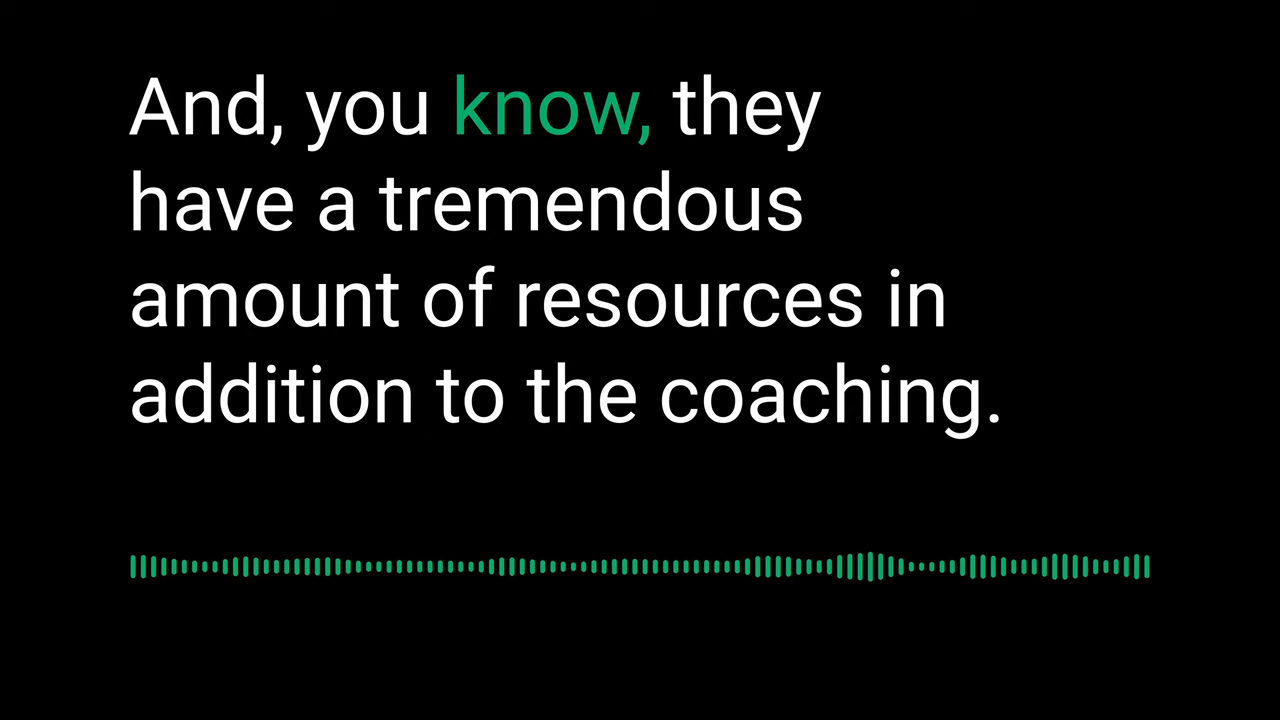 And, you know, they
have a tremendous
amount of resources in
addition to the coaching.